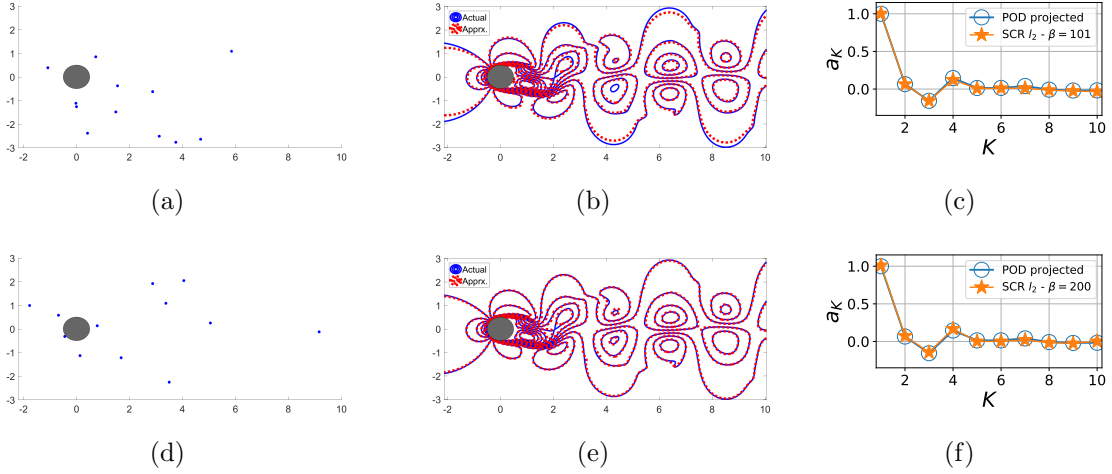 3
2
1
0
-1
-2
-3
-2 0 2 4 6 8 10
(a)
3
2
1
0
-1
-2
-3
Actual
Apprx.
-2 0 2 4 6 8 10
(b)
a_K
1.0
0.5
0.0
POD projected
SCR l_2 - β = 101
2 4 6 8 10
K
(c)
3
2
1
0
-1
-2
-3
-2 0 2 4 6 8 10
(d)
3
2
1
0
-1
-2
-3
Actual
Apprx.
-2 0 2 4 6 8 10
(e)
a_K
1.0
0.5
0.0
POD projected
SCR l_2 - β = 200
2 4 6 8 10
K
(f)